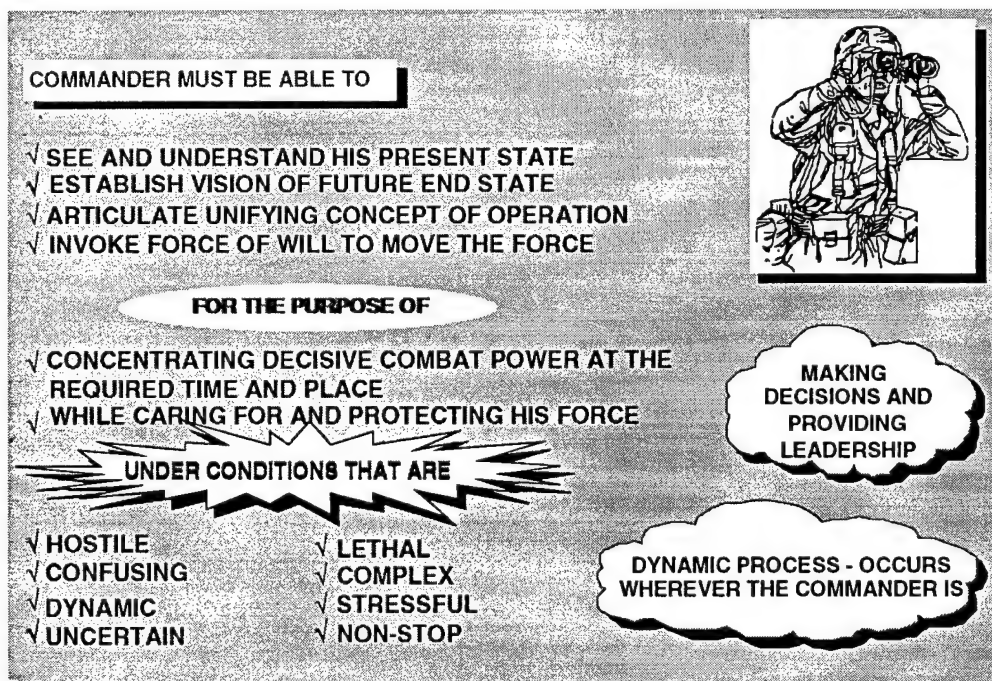 COMMANDER MUST BE ABLE TO
√ SEE AND UNDERSTAND HIS PRESENT STATE
√ ESTABLISH VISION OF FUTURE END STATE
√ ARTICULATE UNIFYING CONCEPT OF OPERATION
√ INVOKE FORCE OF WILL TO MOVE THE FORCE
FOR THE PURPOSE OF
√ CONCENTRATING DECISIVE COMBAT POWER AT THE
REQUIRED TIME AND PLACE
√ WHILE CARING FOR AND PROTECTING HIS FORCE
UNDER CONDITIONS THAT ARE
√ HOSTILE
√ CONFUSING
√ DYNAMIC
√ UNCERTAIN
√ LETHAL
√ COMPLEX
√ STRESSFUL
√ NON-STOP
MAKING
DECISIONS AND
PROVIDING
LEADERSHIP
DYNAMIC PROCESS - OCCURS
WHEREVER THE COMMANDER IS